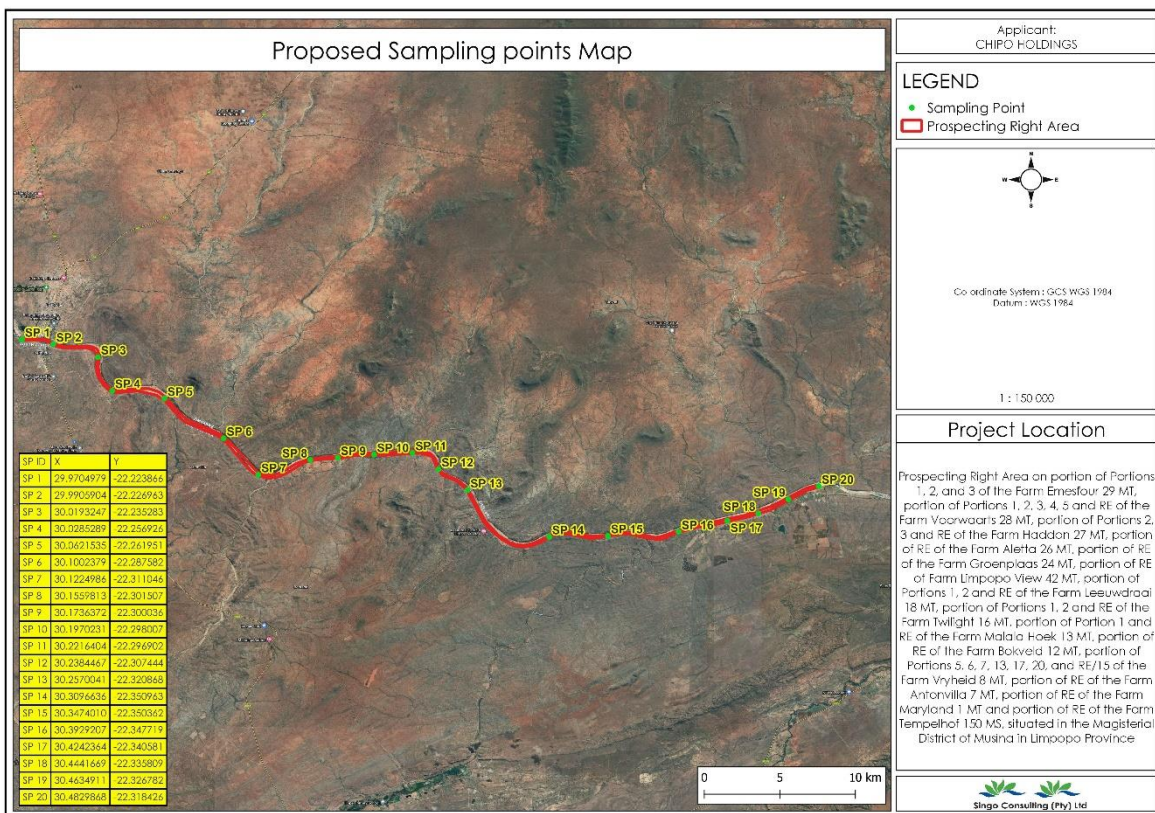 Proposed Sampling points Map
SP 1
SP 2
SP 3
SP 4
SP 5
SP 6
SP 7
SP 8
SP 9
SP 10
SP 11
SP 12
SP 13
SP 14
SP 15
SP 16
SP 17
SP 18
SP 19
SP 20
SP ID X Y
SP 1 29.9704979 -22.223866
SP 2 29.9905904 -22.226963
SP 3 30.0193247 -22.235283
SP 4 30.0285289 -22.256926
SP 5 30.0621535 -22.261951
SP 6 30.1002379 -22.287582
SP 7 30.1224986 -22.311046
SP 8 30.1559813 -22.301507
SP 9 30.1736372 -22.300036
SP 10 30.1970231 -22.298007
SP 11 30.2216404 -22.296902
SP 12 30.2384467 -22.307444
SP 13 30.2570041 -22.320868
SP 14 30.3096636 -22.350963
SP 15 30.3474010 -22.350362
SP 16 30.3929207 -22.347719
SP 17 30.4242364 -22.340581
SP 18 30.4441669 -22.335809
SP 19 30.4634911 -22.326782
SP 20 30.4829868 -22.318426
0 5 10 km
Applicant:
CHIPO HOLDINGS
LEGEND
Sampling Point
Prospecting Right Area
N
W E
S
Co ordinate System : GCS WGS 1984
Datum : WGS 1984
1 : 150 000
Project Location
Prospecting Right Area on portion of Portions
1, 2, and 3 of the Farm Emesfour 29 MT,
portion of Portions 1, 2, 3, 4, 5 and RE of the
Farm Voorwaarts 28 MT, portion of Portions 2,
3 and RE of the Farm Haddon 27 MT, portion
of RE of the Farm Aletta 26 MT, portion of RE
of the Farm Groenplaas 24 MT, portion of RE
of Farm Limpopo View 42 MT, portion of
Portions 1, 2 and RE of the Farm Leeuwdraai
18 MT, portion of Portions 1, 2 and RE of the
Farm Twilight 16 MT, portion of Portion 1 and
RE of the Farm Malala Hoek 13 MT, portion of
RE of the Farm Bokveld 12 MT, portion of
Portions 5, 6, 7, 13, 17, 20, and RE/15 of the
Farm Vryheid 8 MT, portion of RE of the Farm
Antonvilla 7 MT, portion of RE of the Farm
Maryland 1 MT and portion of RE of the Farm
Tempelhof 150 MS, situated in the Magisterial
District of Musina in Limpopo Province
Singo Consulting (Pty) Ltd